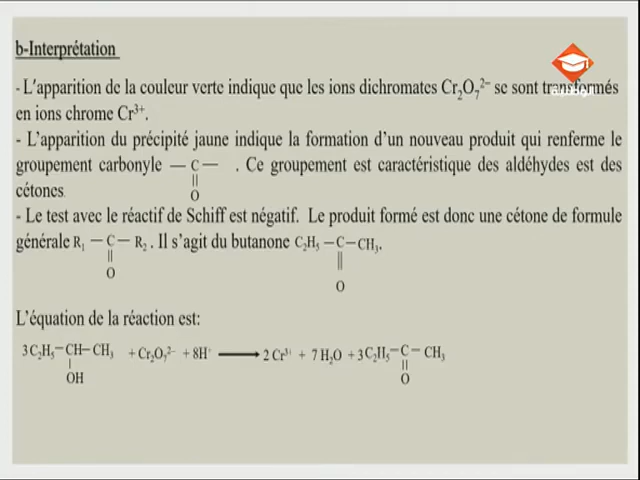 b-Interprétation
- L'apparition de la couleur verte indique que les ions dichromates Cr₂O₇²⁻ se sont transformés
en ions chrome Cr³⁺.
- L'apparition du précipité jaune indique la formation d'un nouveau produit qui renferme le
groupement carbonyle — C — . Ce groupement est caractéristique des aldéhydes est des
||
O
cétones
- Le test avec le réactif de Schiff est négatif. Le produit formé est donc une cétone de formule
générale R₁ — C — R₂ . Il s'agit du butanone C₂H₅ — C — CH₃.
|| ||
O O
L'équation de la réaction est:
3 C₂H₅ — CH — CH₃ + Cr₂O₇²⁻ + 8H⁺ ⟶ 2 Cr³⁺ + 7 H₂O + 3 C₂H₅ — C — CH₃
| ||
OH O